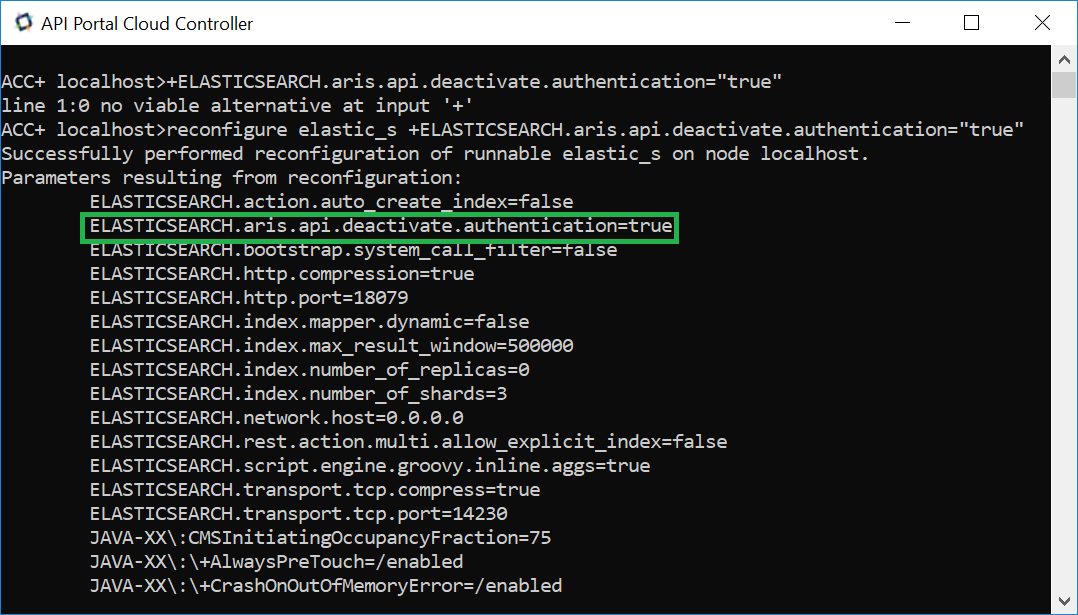 API Portal Cloud Controller
ACC+ localhost>+ELASTICSEARCH.aris.api.deactivate.authentication="true"
line 1:0 no viable alternative at input '+'
ACC+ localhost>reconfigure elastic_s +ELASTICSEARCH.aris.api.deactivate.authentication="true"
Successfully performed reconfiguration of runnable elastic_s on node localhost.
Parameters resulting from reconfiguration:
ELASTICSEARCH.action.auto_create_index=false
ELASTICSEARCH.aris.api.deactivate.authentication=true
ELASTICSEARCH.bootstrap.system_call_filter=false
ELASTICSEARCH.http.compression=true
ELASTICSEARCH.http.port=18079
ELASTICSEARCH.index.mapper.dynamic=false
ELASTICSEARCH.index.max_result_window=500000
ELASTICSEARCH.index.number_of_replicas=0
ELASTICSEARCH.index.number_of_shards=3
ELASTICSEARCH.network.host=0.0.0.0
ELASTICSEARCH.rest.action.multi.allow_explicit_index=false
ELASTICSEARCH.script.engine.groovy.inline.aggs=true
ELASTICSEARCH.transport.tcp.compress=true
ELASTICSEARCH.transport.tcp.port=14230
JAVA-XX\:CMSInitiatingOccupancyFraction=75
JAVA-XX\:\+AlwaysPreTouch=/enabled
JAVA-XX\:\+CrashOnOutOfMemoryError=/enabled